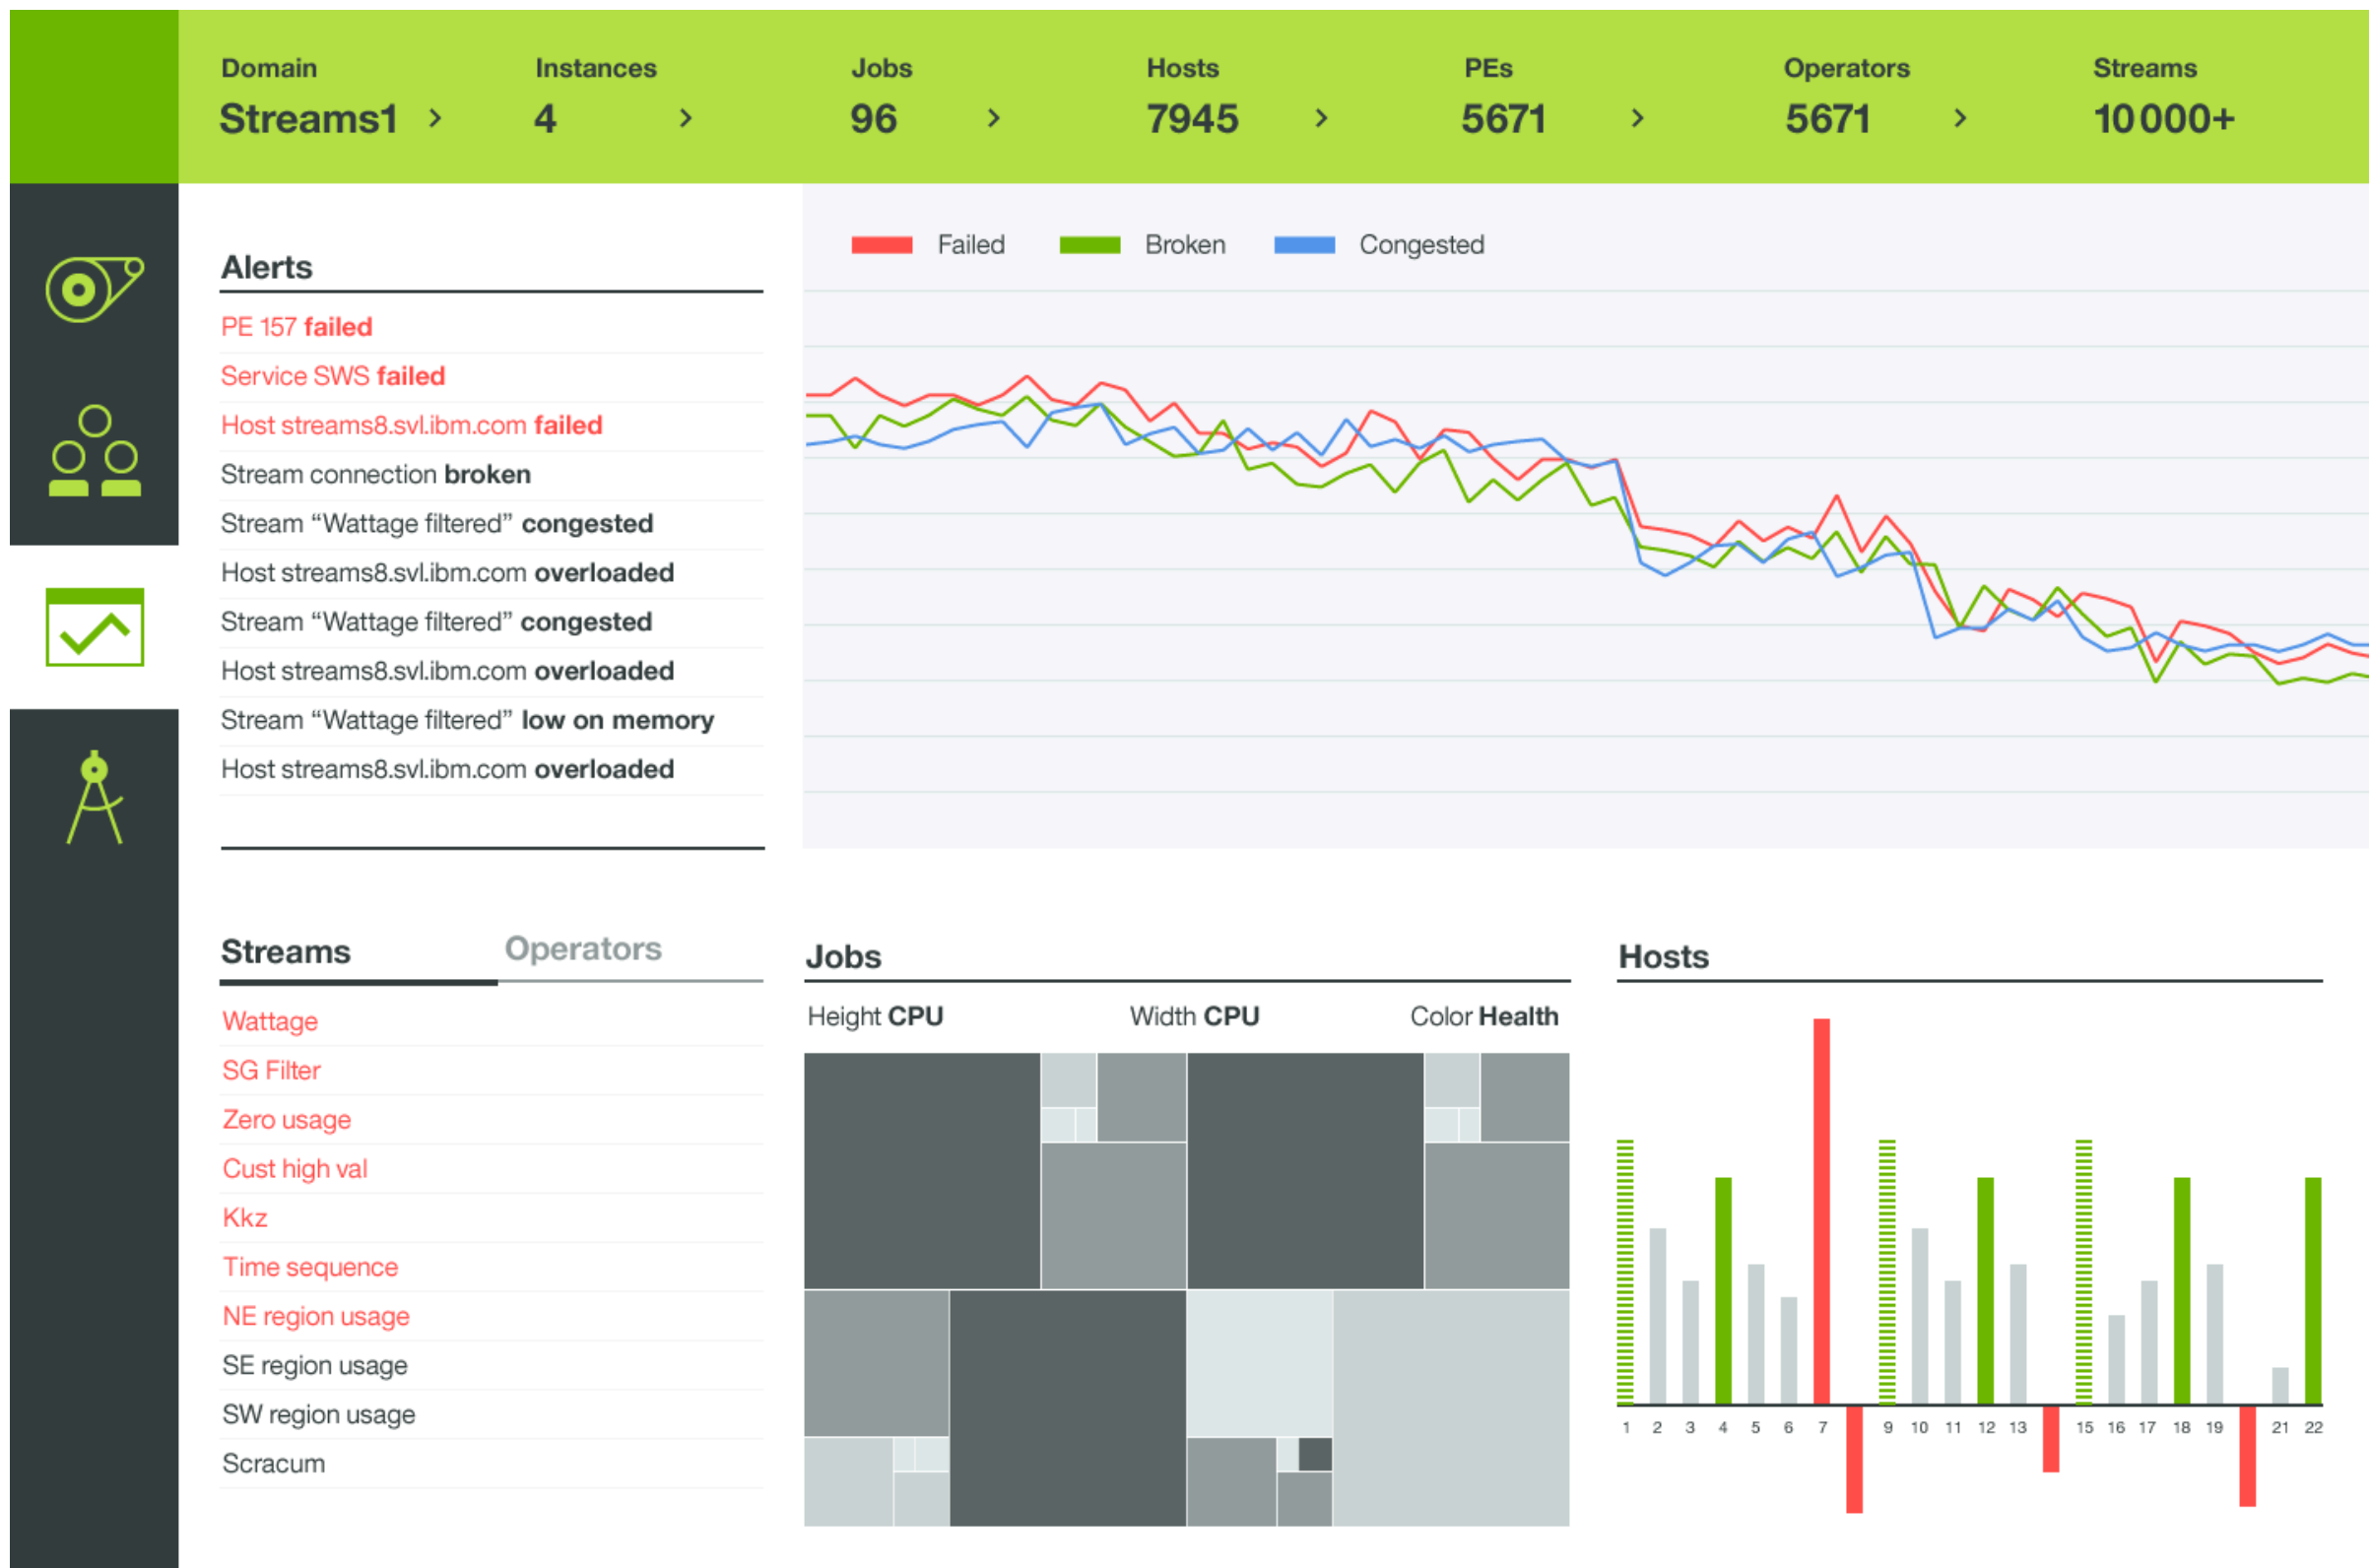 Domain Instances Jobs Hosts PEs Operators Streams
Streams1 > 4 > 96 > 7945 > 5671 > 5671 > 10 000+
Failed Broken Congested
Alerts
PE 157 failed
Service SWS failed
Host streams8.svl.ibm.com failed
Stream connection broken
Stream “Wattage filtered” congested
Host streams8.svl.ibm.com overloaded
Stream “Wattage filtered” congested
Host streams8.svl.ibm.com overloaded
Stream “Wattage filtered” low on memory
Host streams8.svl.ibm.com overloaded
Streams Operators
Wattage
SG Filter
Zero usage
Cust high val
Kkz
Time sequence
NE region usage
SE region usage
SW region usage
Scracum
Jobs
Height CPU Width CPU Color Health
Hosts
1 2 3 4 5 6 7 9 10 11 12 13 15 16 17 18 19 21 22